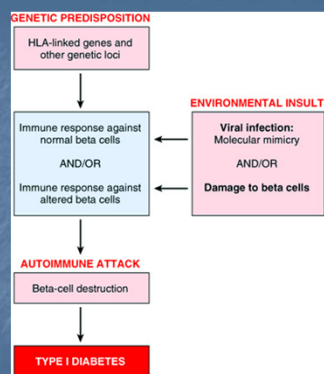 GENETIC PREDISPOSITION
HLA-linked genes and
other genetic loci
ENVIRONMENTAL INSULT
Immune response against
normal beta cells
AND/OR
Immune response against
altered beta cells
Viral infection:
Molecular mimicry
AND/OR
Damage to beta cells
AUTOIMMUNE ATTACK
Beta-cell destruction
TYPE I DIABETES